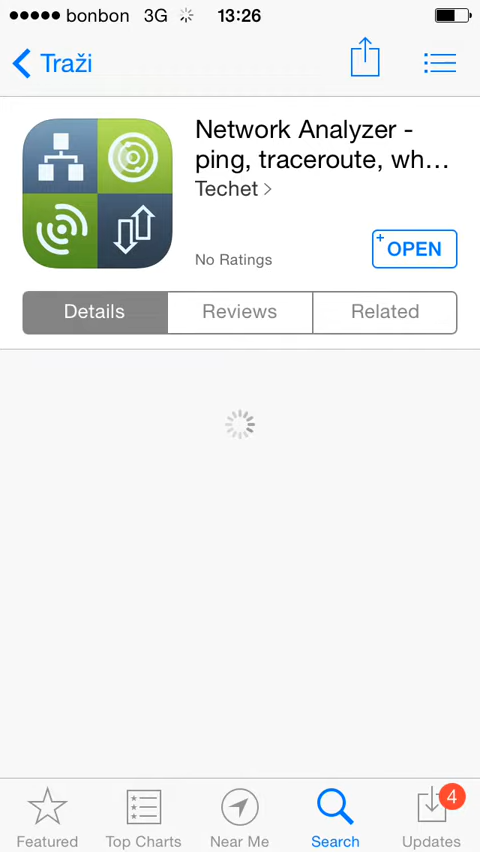 bonbon 3G 13:26
Traži
Network Analyzer -
ping, traceroute, wh...
Techet >
No Ratings
+ OPEN
Details Reviews Related
4
Featured Top Charts Near Me Search Updates